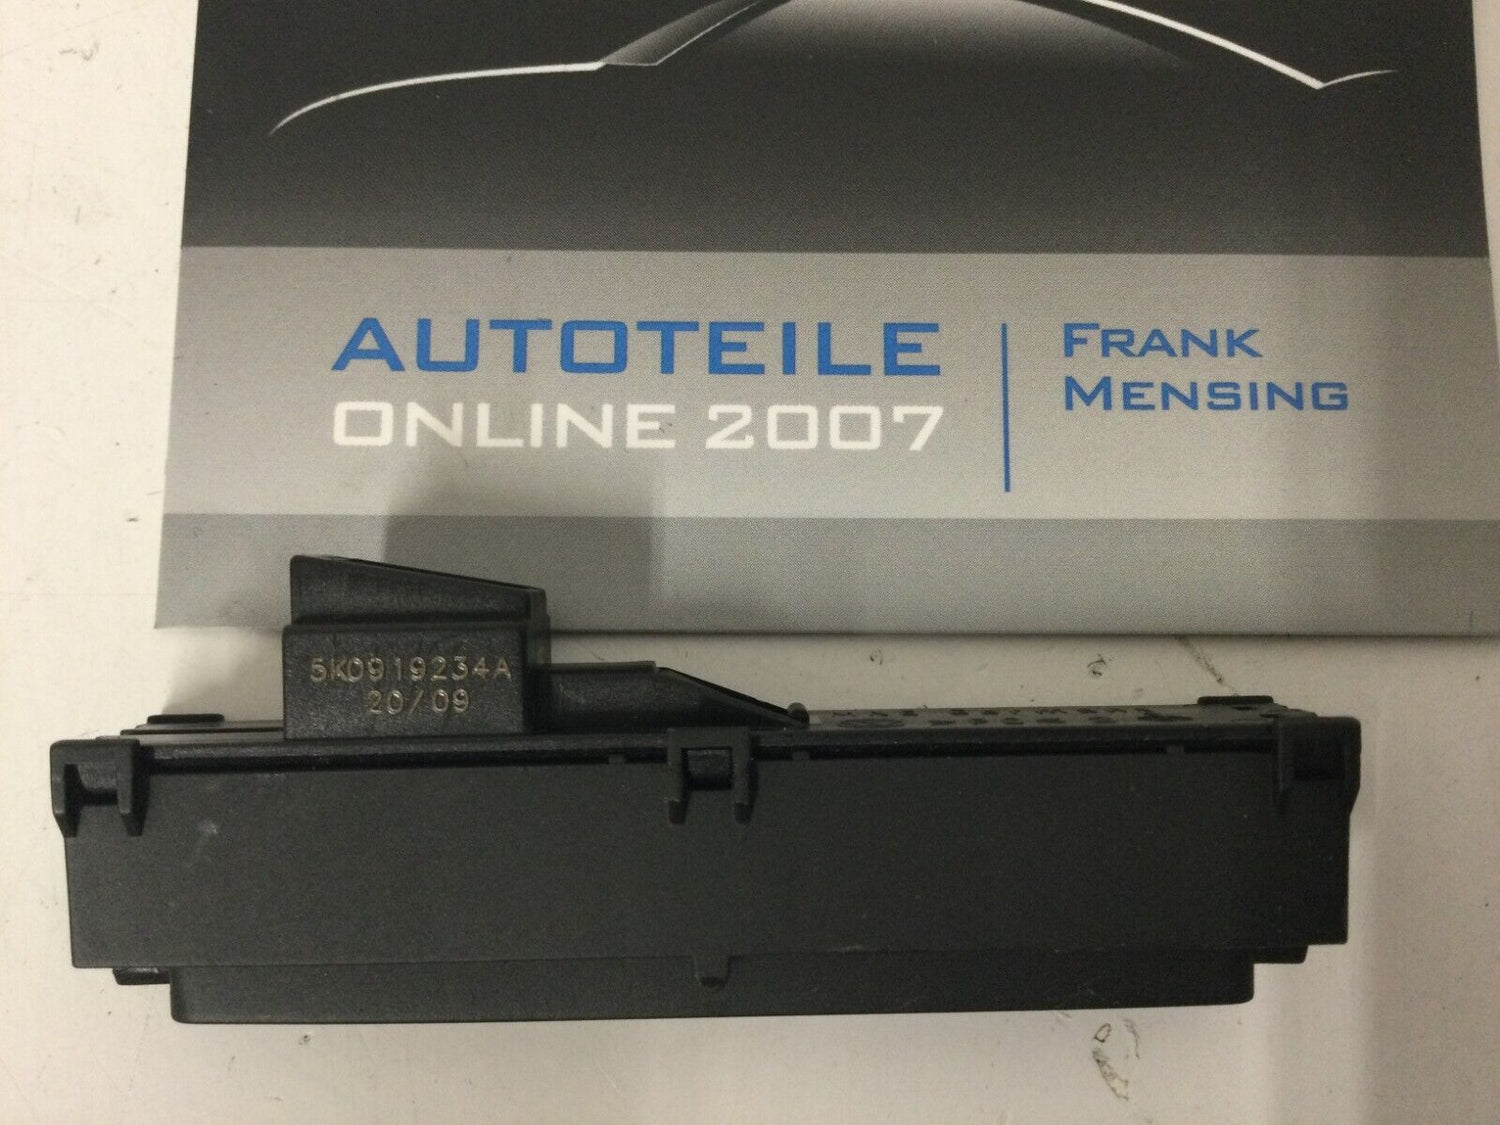 AUTOTEILE
ONLINE 2007
FRANK
MENSING
5K0919234A
20/09